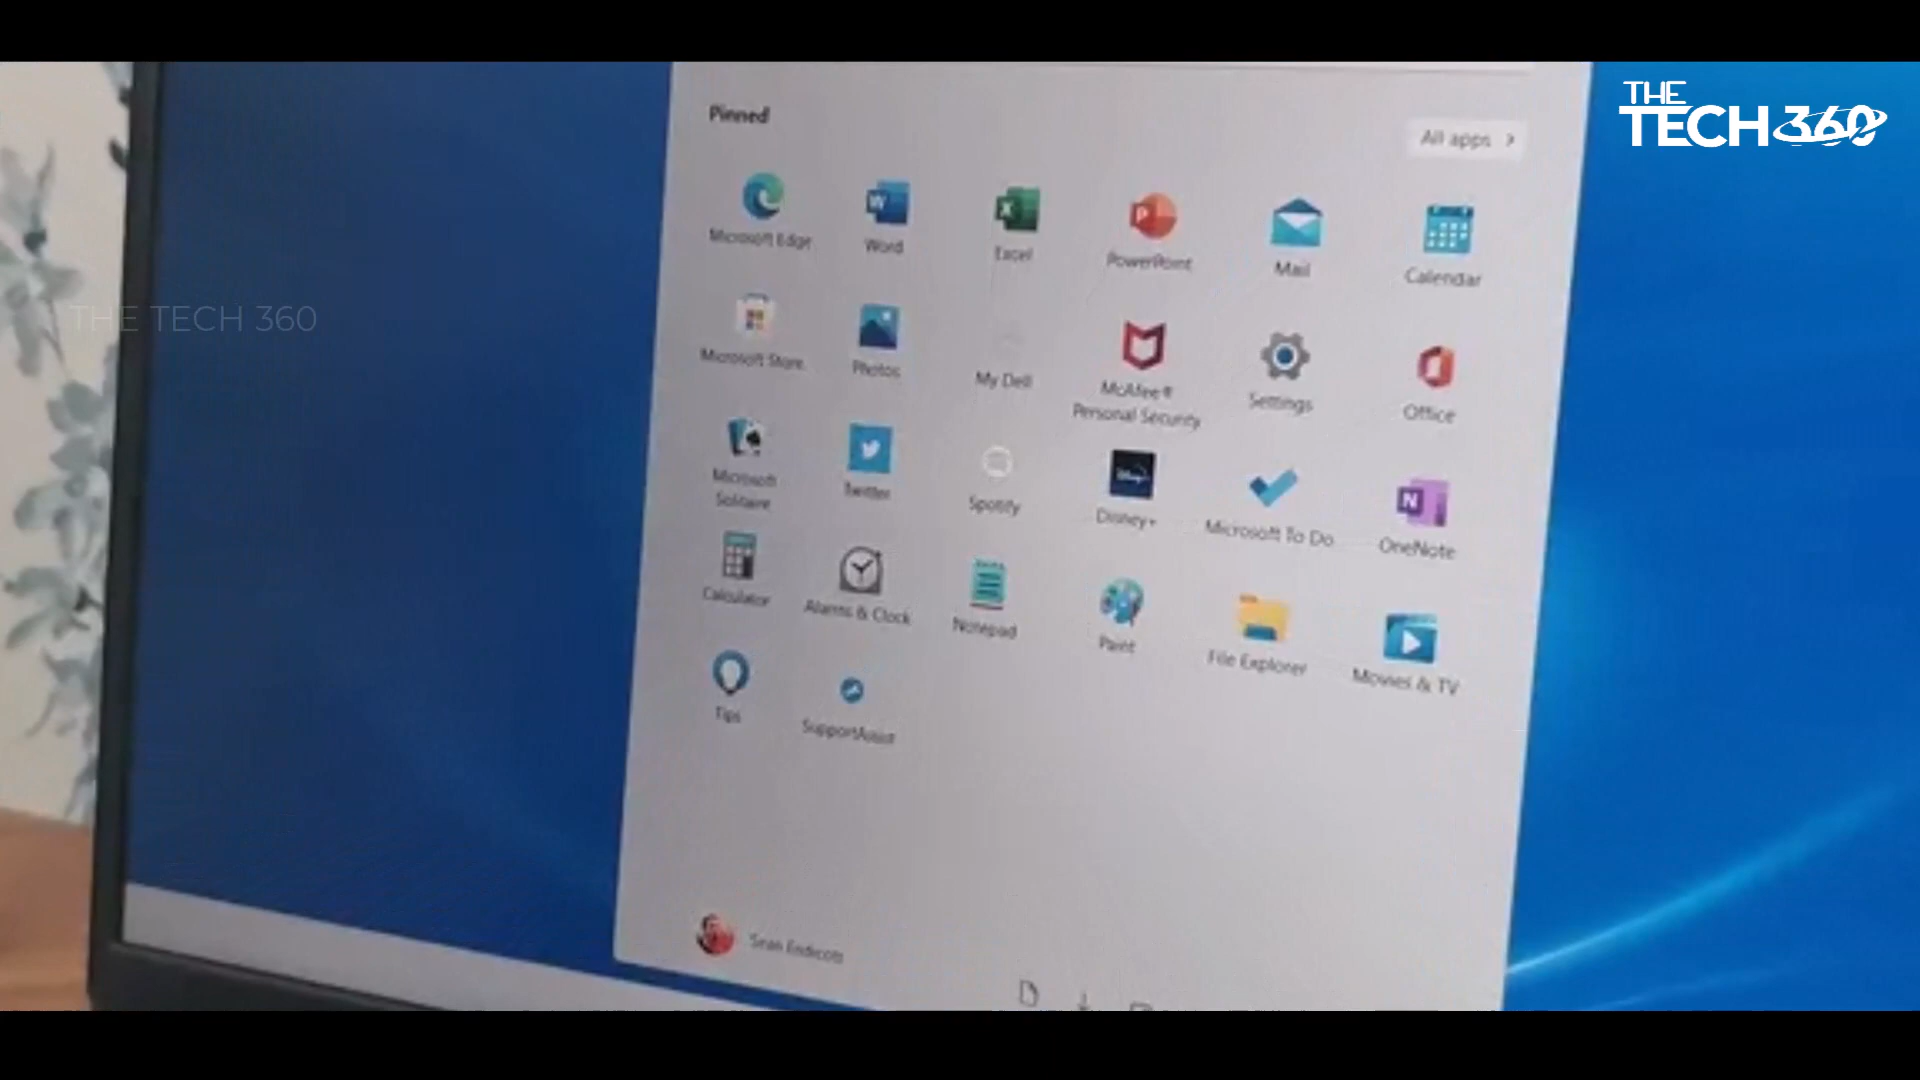 THE
TECH 360
THE TECH 360
Pinned
All apps
Microsoft Edge
Word
Excel
PowerPoint
Mail
Calendar
Microsoft Store
Photos
My Dell
McAfee®
Personal Security
Settings
Office
Microsoft
Solitaire
Twitter
Spotify
Disney+
Microsoft To Do
OneNote
Calculator
Alarms & Clock
Notepad
Paint
File Explorer
Movies & TV
Tips
SupportAssist
Sean Endicott